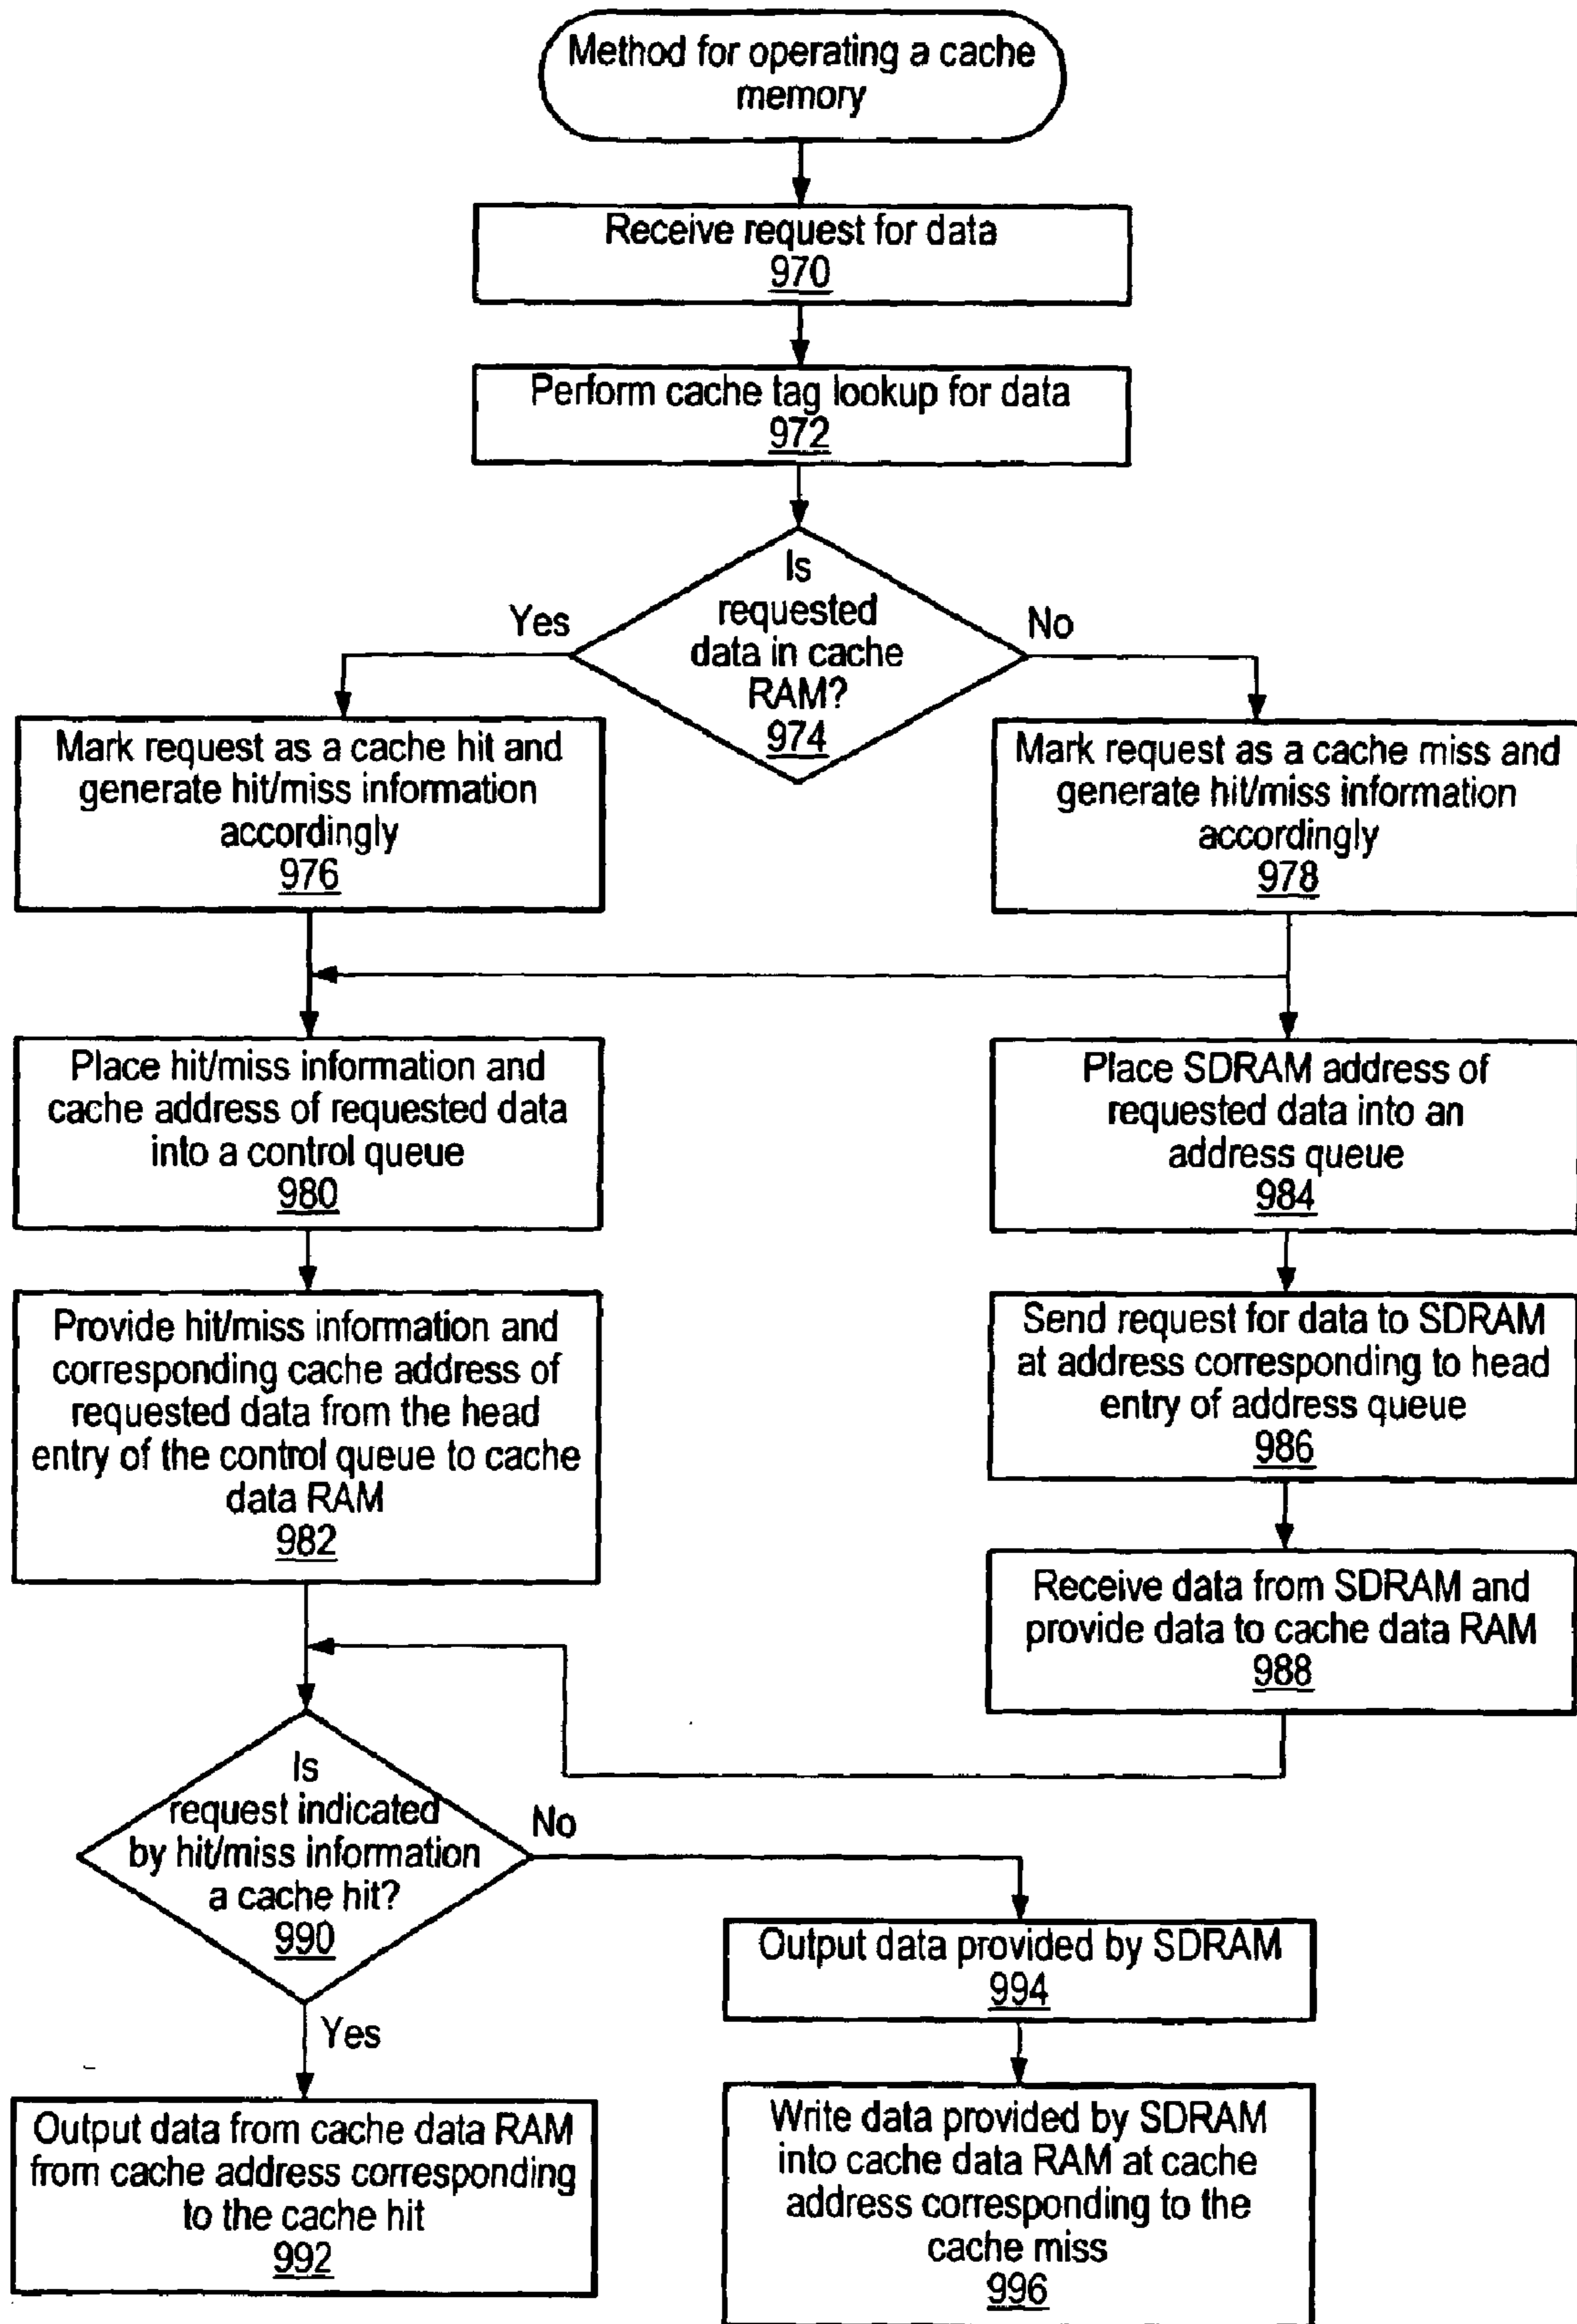 Method for operating a cache
memory
Receive request for data
970
Perform cache tag lookup for data
972
Is
requested
data in cache
RAM?
974
Yes
No
Mark request as a cache hit and
generate hit/miss information
accordingly
976
Mark request as a cache miss and
generate hit/miss information
accordingly
978
Place hit/miss information and
cache address of requested data
into a control queue
980
Place SDRAM address of
requested data into an
address queue
984
Provide hit/miss information and
corresponding cache address of
requested data from the head
entry of the control queue to cache
data RAM
982
Send request for data to SDRAM
at address corresponding to head
entry of address queue
986
Receive data from SDRAM and
provide data to cache data RAM
988
Is
request indicated
by hit/miss information
a cache hit?
990
No
Yes
Output data provided by SDRAM
994
Output data from cache data RAM
from cache address corresponding
to the cache hit
992
Write data provided by SDRAM
into cache data RAM at cache
address corresponding to the
cache miss
996